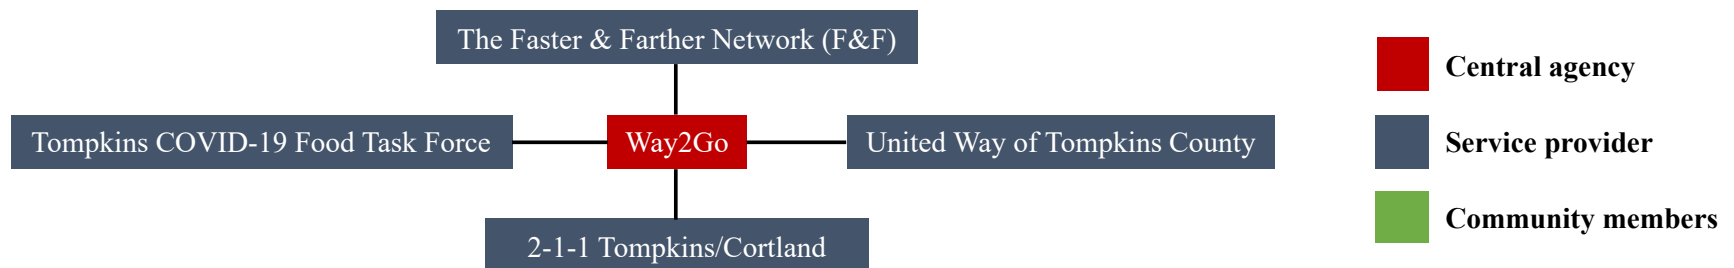 The Faster & Farther Network (F&F)
Tompkins COVID-19 Food Task Force
Way2Go
United Way of Tompkins County
2-1-1 Tompkins/Cortland
Central agency
Service provider
Community members